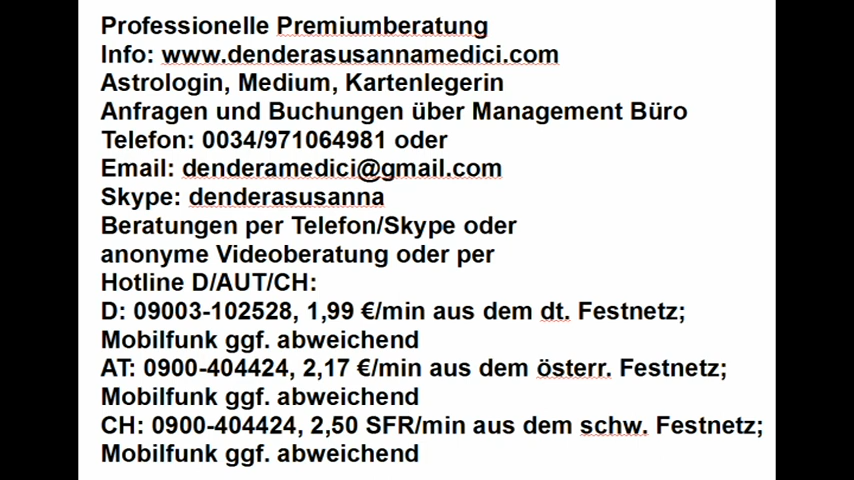 Professionelle Premiumberatung
Info: www.denderasusannamedici.com
Astrologin, Medium, Kartenlegerin
Anfragen und Buchungen über Management Büro
Telefon: 0034/971064981 oder
Email: denderamedici@gmail.com
Skype: denderasusanna
Beratungen per Telefon/Skype oder
anonyme Videoberatung oder per
Hotline D/AUT/CH:
D: 09003-102528, 1,99 €/min aus dem dt. Festnetz;
Mobilfunk ggf. abweichend
AT: 0900-404424, 2,17 €/min aus dem österr. Festnetz;
Mobilfunk ggf. abweichend
CH: 0900-404424, 2,50 SFR/min aus dem schw. Festnetz;
Mobilfunk ggf. abweichend